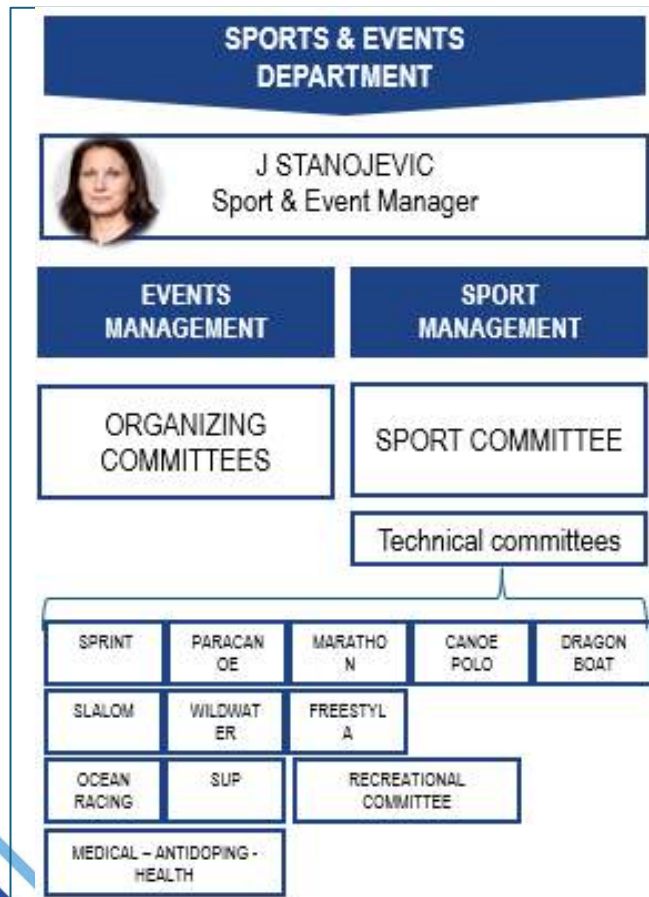 SPORTS & EVENTS
DEPARTMENT
J STANOJEVIC
Sport & Event Manager
EVENTS
MANAGEMENT
SPORT
MANAGEMENT
ORGANIZING
COMMITTEES
SPORT COMMITTEE
Technical committees
SPRINT
PARACAN
OE
MARATHO
N
CANOE
POLO
DRAGON
BOAT
SLALOM
WILDWAT
ER
FREESTYL
A
OCEAN
RACING
SUP
RECREATIONAL
COMMITTEE
MEDICAL – ANTIDOPING -
HEALTH